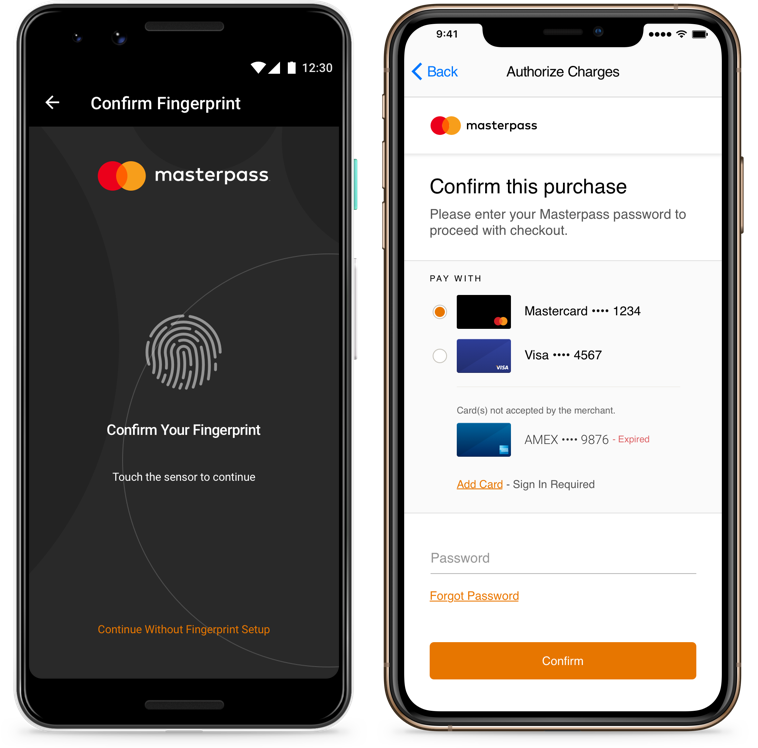 12:30
Confirm Fingerprint
masterpass
Confirm Your Fingerprint
Touch the sensor to continue
Continue Without Fingerprint Setup
9:41
Back
Authorize Charges
masterpass
Confirm this purchase
Please enter your Masterpass password to
proceed with checkout.
PAY WITH
Mastercard •••• 1234
VISA
Visa •••• 4567
Card(s) not accepted by the merchant.
AMEX •••• 9876 - Expired
Add Card - Sign In Required
Password
Forgot Password
Confirm